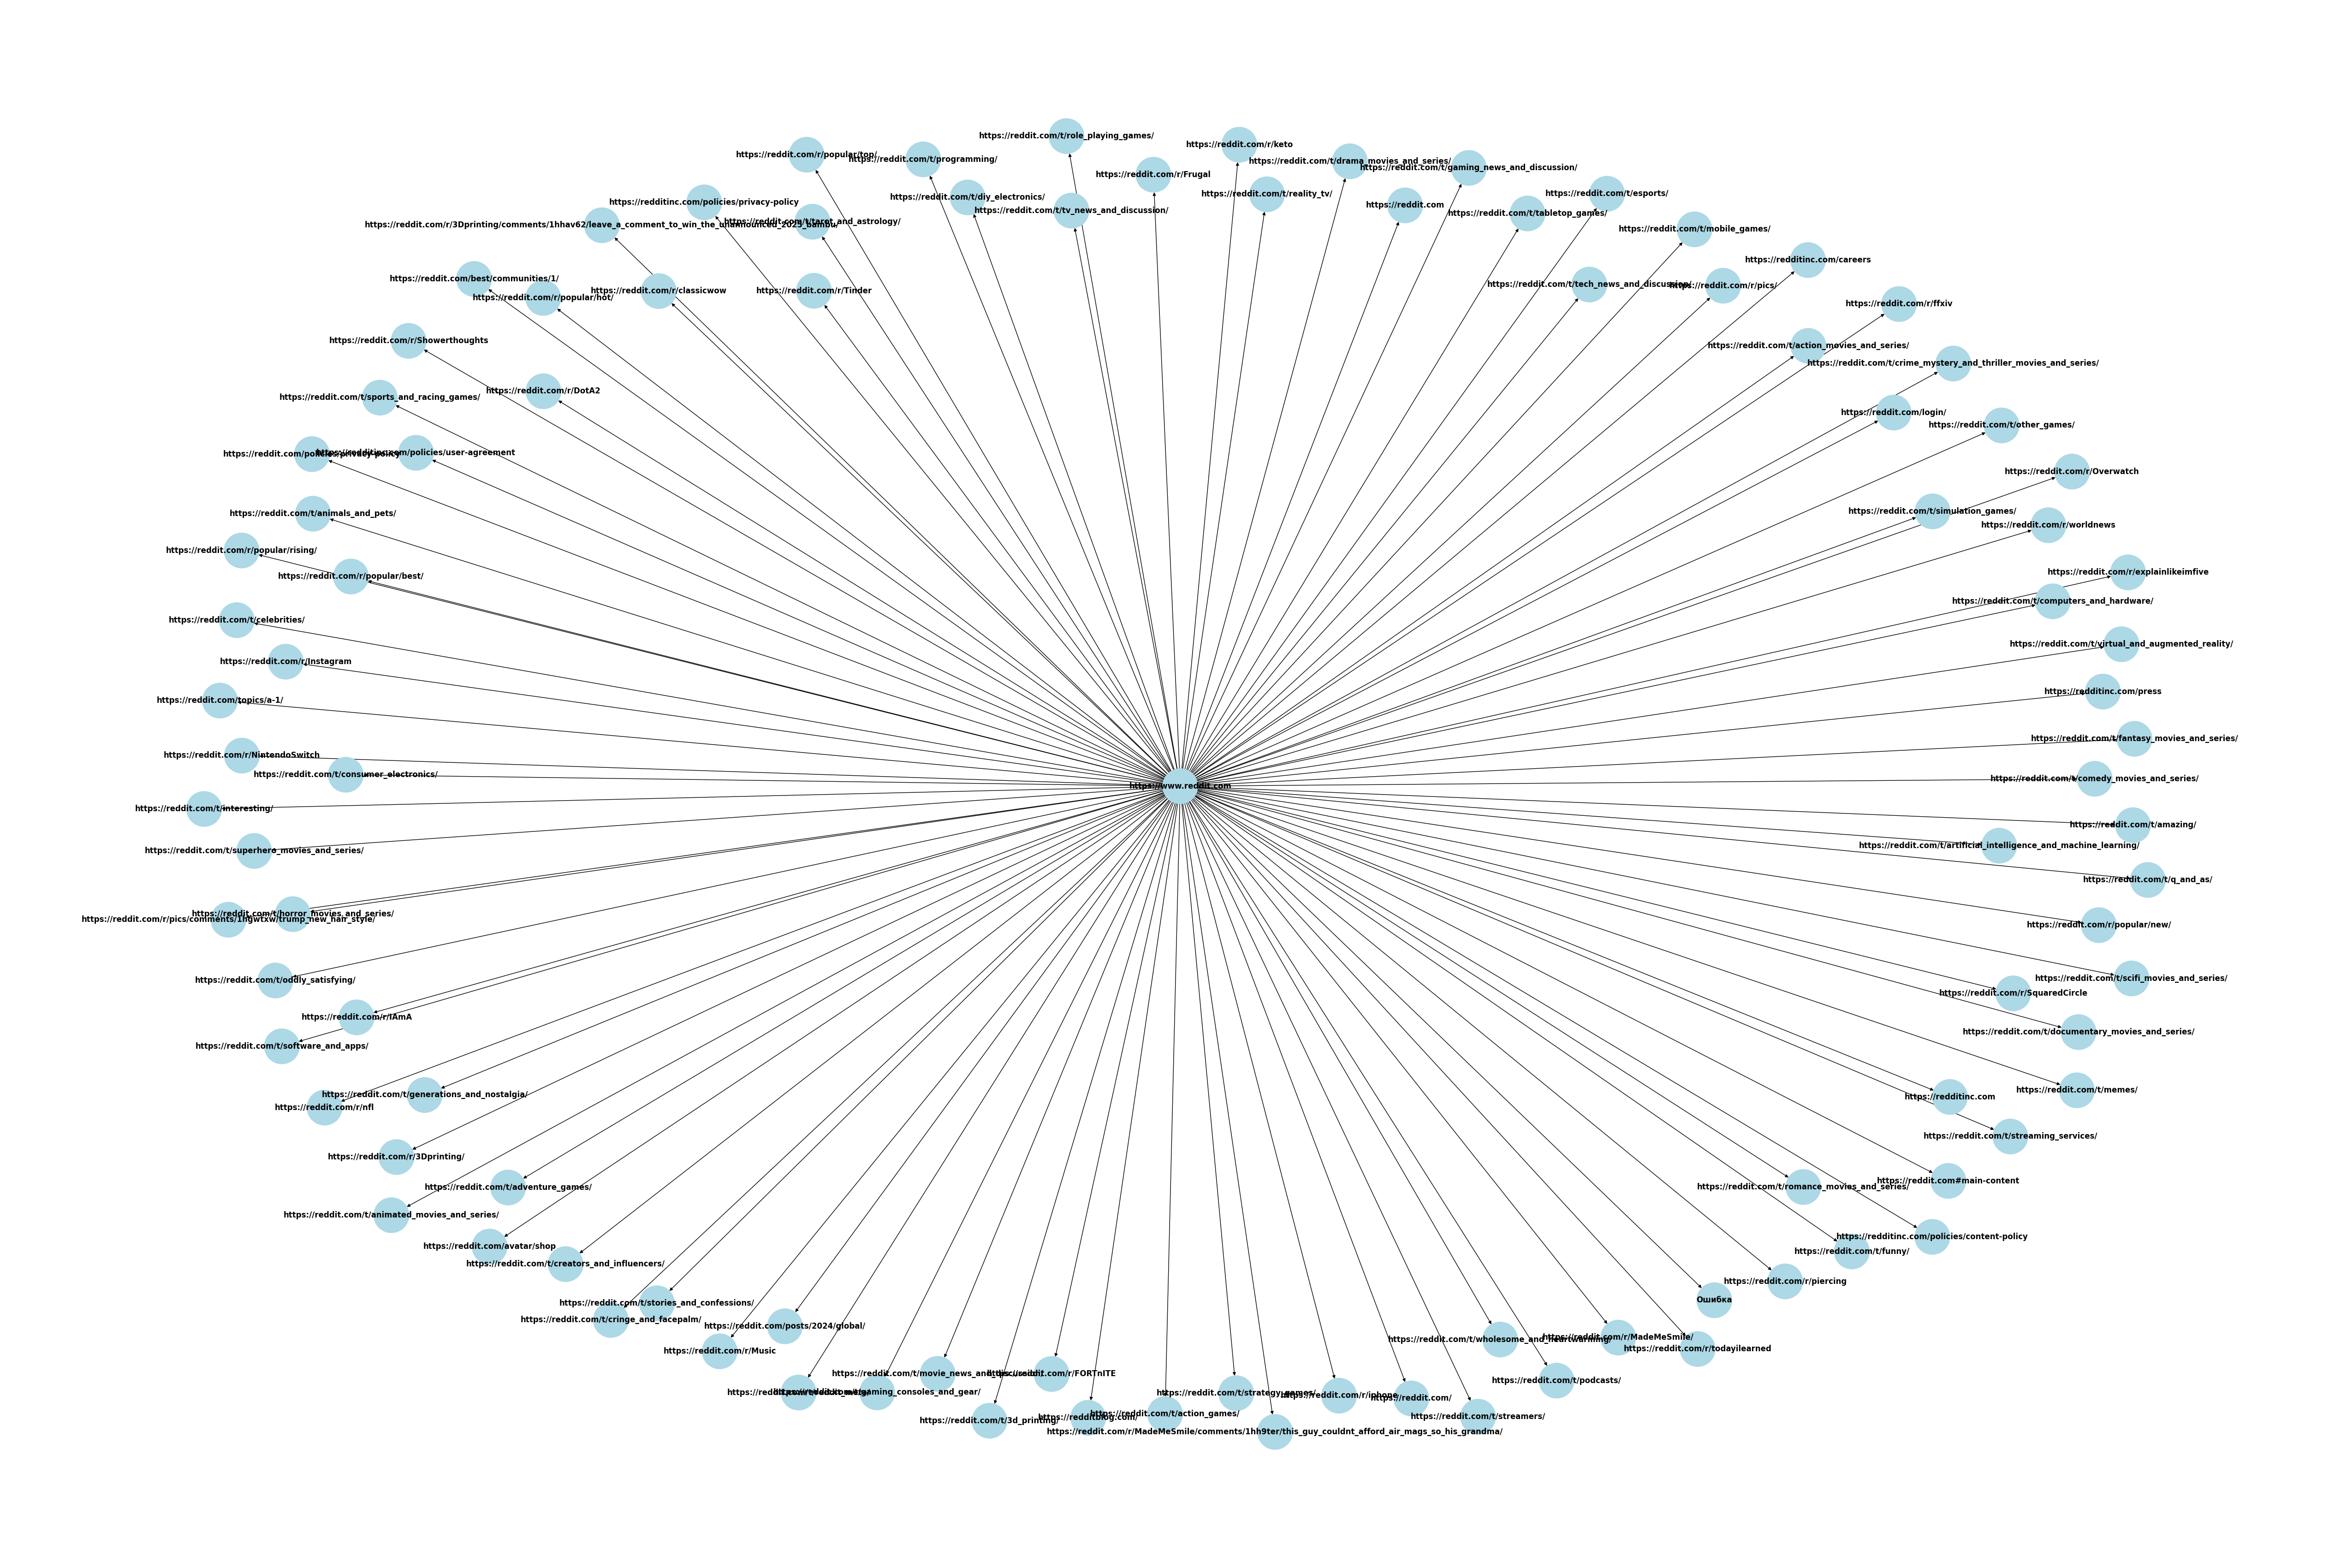 https://reddit.com/t/role_playing_games/
https://reddit.com/r/keto
https://reddit.com/r/popular/top/
https://reddit.com/t/programming/
https://reddit.com/t/drama_movies_and_series/
https://reddit.com/t/gaming_news_and_discussion/
https://reddit.com/r/Frugal
https://reddit.com/t/reality_tv/
https://reddit.com/t/esports/
https://reddit.com/t/diy_electronics/
https://redditinc.com/policies/privacy-policy
https://reddit.com
https://reddit.com/t/tv_news_and_discussion/
https://reddit.com/t/tabletop_games/
https://reddit.com/t/tarot_and_astrology/
https://reddit.com/r/3Dprinting/comments/1hhav62/leave_a_comment_to_win_the_unannounced_2025_bambu/
https://reddit.com/t/mobile_games/
https://redditinc.com/careers
https://reddit.com/best/communities/1/
https://reddit.com/t/tech_news_and_discussion/
https://reddit.com/r/pics/
https://reddit.com/r/classicwow
https://reddit.com/r/Tinder
https://reddit.com/r/popular/hot/
https://reddit.com/r/ffxiv
https://reddit.com/r/Showerthoughts
https://reddit.com/t/action_movies_and_series/
https://reddit.com/t/crime_mystery_and_thriller_movies_and_series/
https://reddit.com/r/DotA2
https://reddit.com/t/sports_and_racing_games/
https://reddit.com/login/
https://reddit.com/t/other_games/
https://reddit.com/policies/privacy-policy
https://redditinc.com/policies/user-agreement
https://reddit.com/r/Overwatch
https://reddit.com/t/animals_and_pets/
https://reddit.com/t/simulation_games/
https://reddit.com/r/worldnews
https://reddit.com/r/popular/rising/
https://reddit.com/r/explainlikeimfive
https://reddit.com/r/popular/best/
https://reddit.com/t/computers_and_hardware/
https://reddit.com/t/celebrities/
https://reddit.com/t/virtual_and_augmented_reality/
https://reddit.com/r/Instagram
https://redditinc.com/press
https://reddit.com/topics/a-1/
https://reddit.com/t/fantasy_movies_and_series/
https://reddit.com/r/NintendoSwitch
https://reddit.com/t/consumer_electronics/
https://reddit.com/t/comedy_movies_and_series/
https://www.reddit.com
https://reddit.com/t/interesting/
https://reddit.com/t/amazing/
https://reddit.com/t/artificial_intelligence_and_machine_learning/
https://reddit.com/t/superhero_movies_and_series/
https://reddit.com/t/q_and_as/
https://reddit.com/t/horror_movies_and_series/
https://reddit.com/r/pics/comments/1hgwtxw/trump_new_hair_style/
https://reddit.com/r/popular/new/
https://reddit.com/t/scifi_movies_and_series/
https://reddit.com/t/oddly_satisfying/
https://reddit.com/r/SquaredCircle
https://reddit.com/r/IAmA
https://reddit.com/t/documentary_movies_and_series/
https://reddit.com/t/software_and_apps/
https://reddit.com/t/memes/
https://reddit.com/t/generations_and_nostalgia/
https://redditinc.com
https://reddit.com/r/nfl
https://reddit.com/t/streaming_services/
https://reddit.com/r/3Dprinting/
https://reddit.com#main-content
https://reddit.com/t/adventure_games/
https://reddit.com/t/romance_movies_and_series/
https://reddit.com/t/animated_movies_and_series/
https://redditinc.com/policies/content-policy
https://reddit.com/avatar/shop
https://reddit.com/t/funny/
https://reddit.com/t/creators_and_influencers/
https://reddit.com/r/piercing
Ошибка
https://reddit.com/t/stories_and_confessions/
https://reddit.com/t/cringe_and_facepalm/
https://reddit.com/posts/2024/global/
https://reddit.com/t/wholesome_and_heartwarming/
https://reddit.com/r/MadeMeSmile/
https://reddit.com/r/todayilearned
https://reddit.com/r/Music
https://reddit.com/t/movie_news_and_discussion/
https://reddit.com/r/FORTnITE
https://reddit.com/t/podcasts/
https://reddit.com/t/gaming_consoles_and_gear/
https://reddit.com/t/strategy_games/
https://reddit.com/r/iphone
https://reddit.com/
https://reddit.com/t/action_games/
https://reddit.com/t/streamers/
https://redditblog.com/
https://reddit.com/t/3d_printing/
https://reddit.com/r/MadeMeSmile/comments/1hh9ter/this_guy_couldnt_afford_air_mags_so_his_grandma/